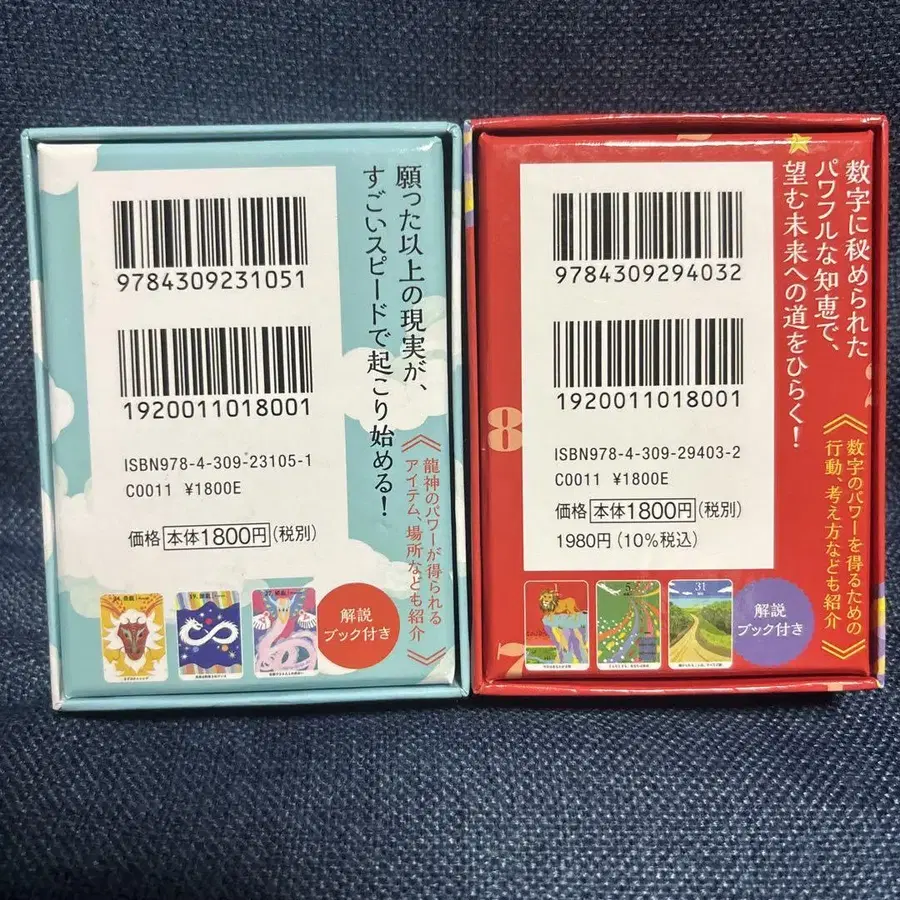 願った以上の現実が、
すごいスピードで起こり始める!
《龍神のパワーが得られる
アイテム、場所なども紹介》
9784309231051
1920011018001
ISBN978-4-309-23105-1
C0011 ¥1800E
価格 本体1800円(税別)
解説
ブック付き
数字に秘められた
パワフルな知恵で、
望む未来への道をひらく!
《数字のパワーを得るための
行動、考え方なども紹介》
9784309294032
1920011018001
ISBN978-4-309-29403-2
C0011 ¥1800E
価格 本体1800円(税別)
1980円(10%税込)
8
1
5
31
解説
ブック付き